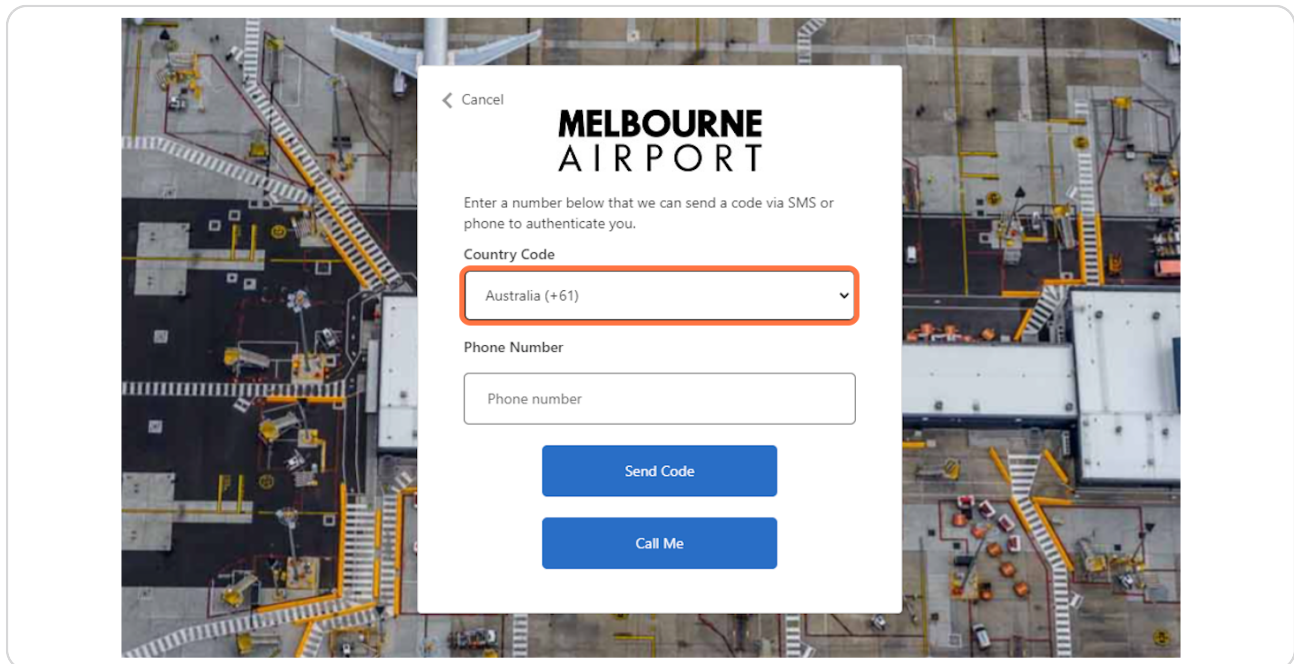 Cancel
MELBOURNE
AIRPORT
Enter a number below that we can send a code via SMS or
phone to authenticate you.
Country Code
Australia (+61)
Phone Number
Phone number
Send Code
Call Me